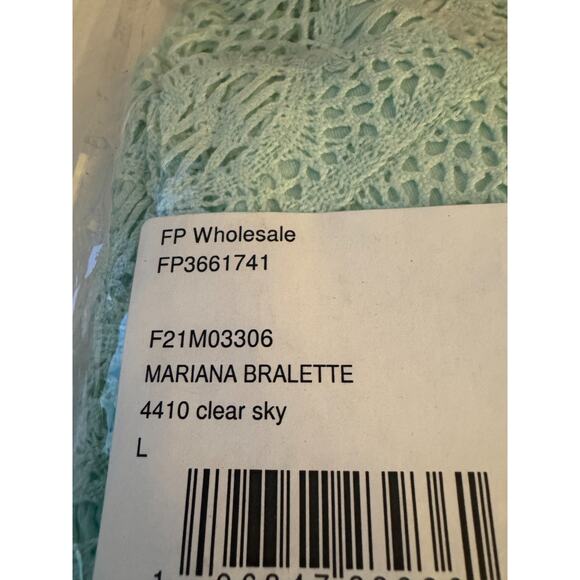 FP Wholesale
FP3661741
F21M03306
MARIANA BRALETTE
4410 clear sky
L